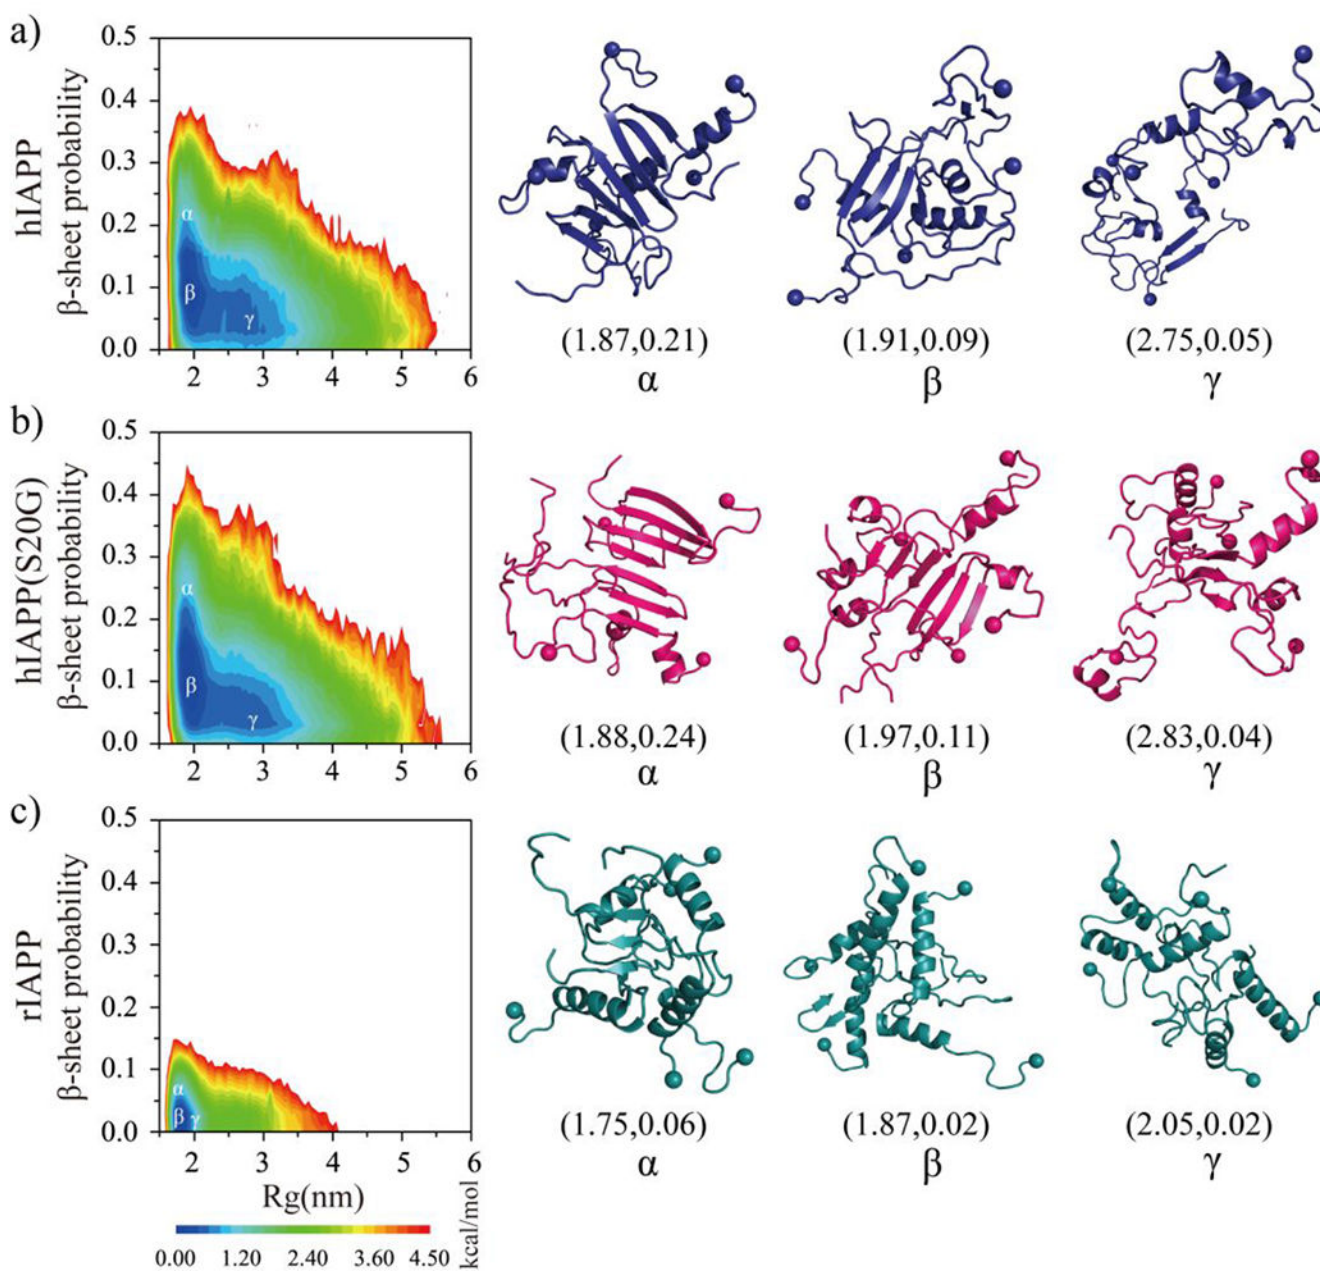 a)
hIAPP
β-sheet probability
0.5
0.4
0.3
0.2
0.1
0.0
2 3 4 5 6
α
β
γ
(1.87,0.21)
α
(1.91,0.09)
β
(2.75,0.05)
γ
b)
hIAPP(S20G)
β-sheet probability
0.5
0.4
0.3
0.2
0.1
0.0
2 3 4 5 6
α
β
γ
(1.88,0.24)
α
(1.97,0.11)
β
(2.83,0.04)
γ
c)
rIAPP
β-sheet probability
0.5
0.4
0.3
0.2
0.1
0.0
2 3 4 5 6
α
β
γ
(1.75,0.06)
α
(1.87,0.02)
β
(2.05,0.02)
γ
Rg(nm)
kcal/mol
0.00 1.20 2.40 3.60 4.50